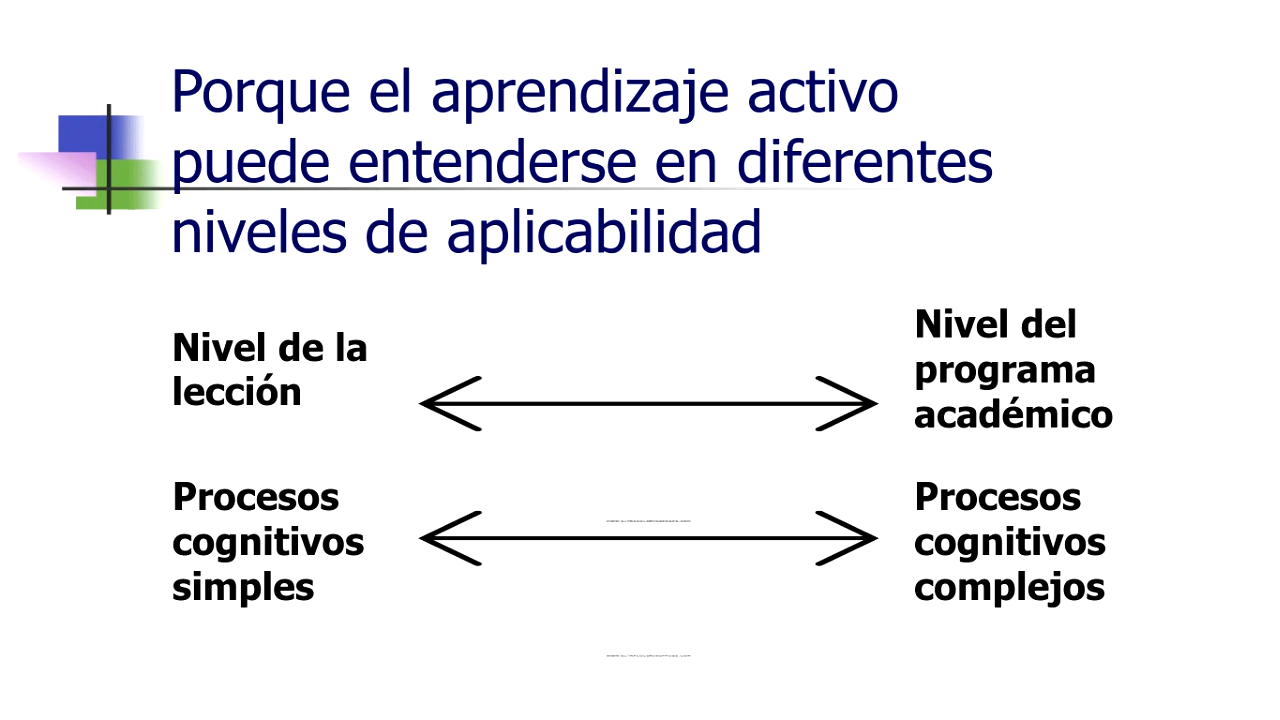 Porque el aprendizaje activo
puede entenderse en diferentes
niveles de aplicabilidad
Nivel de la
lección
Nivel del
programa
académico
Procesos
cognitivos
simples
Procesos
cognitivos
complejos